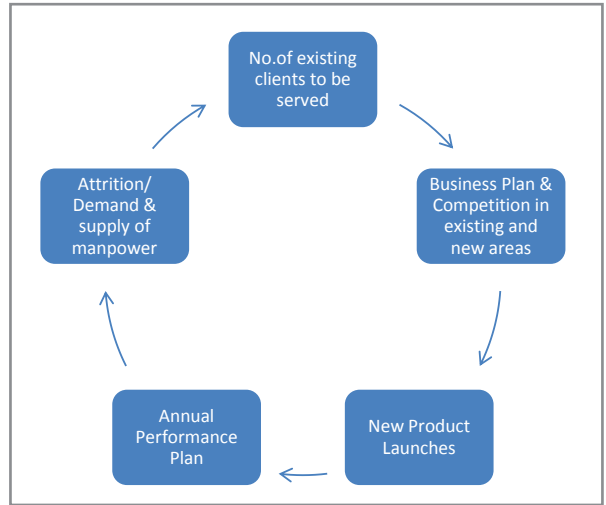 No.of existing
clients to be
served
Business Plan &
Competition in
existing and
new areas
New Product
Launches
Annual
Performance
Plan
Attrition/
Demand &
supply of
manpower